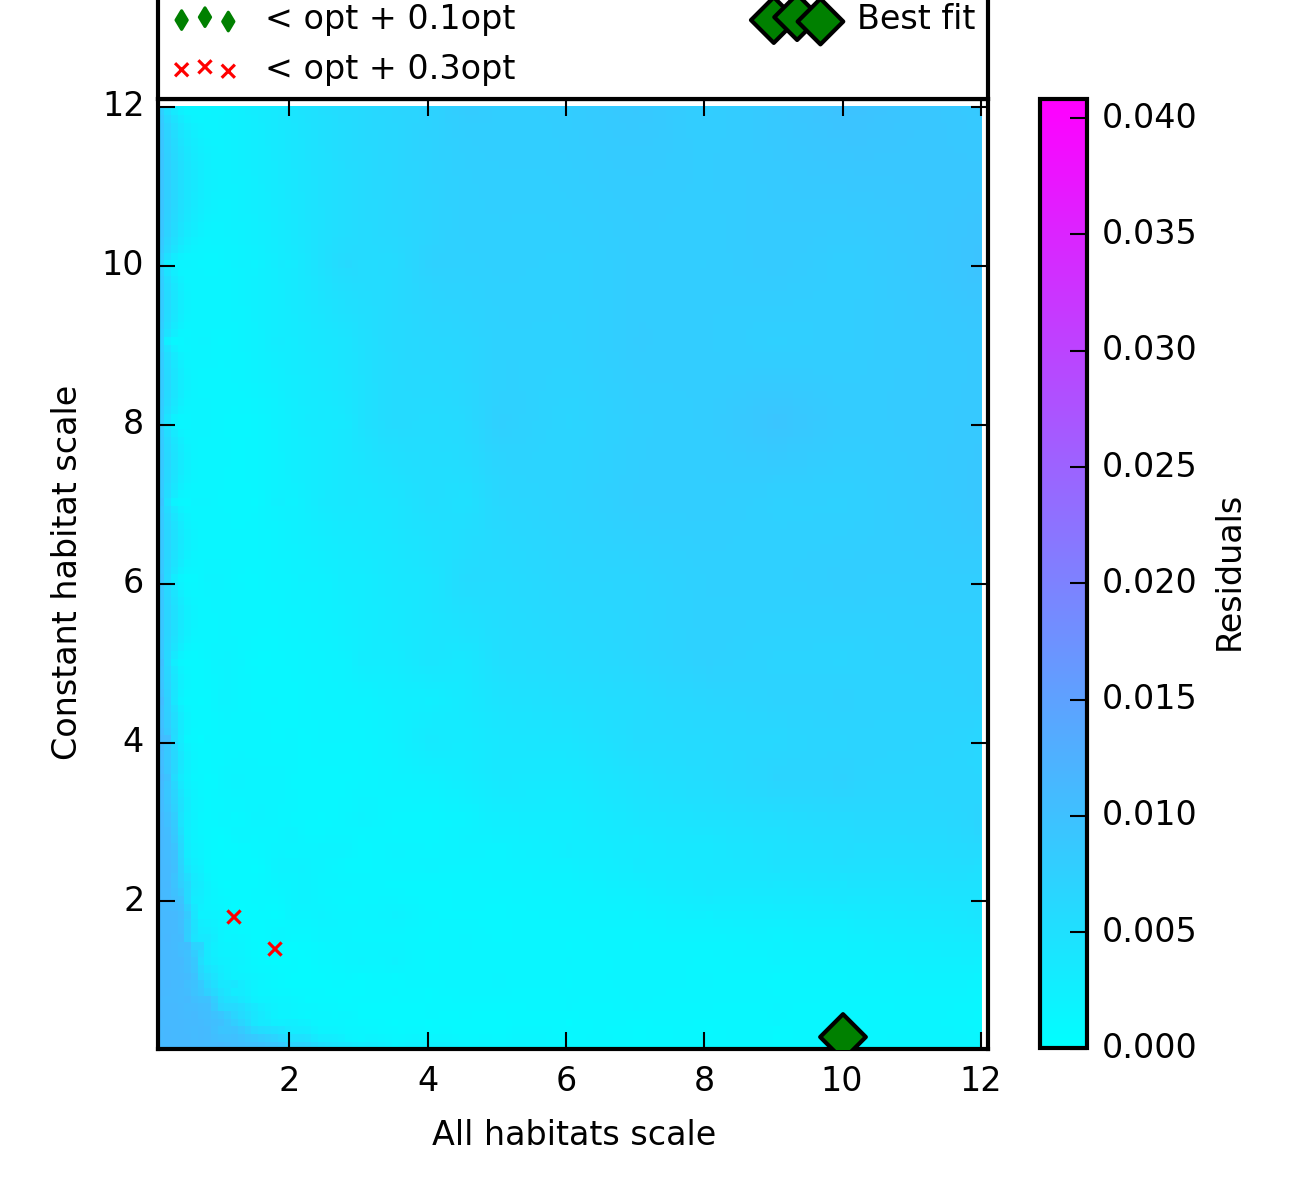 < opt + 0.1opt
Best fit
< opt + 0.3opt
12
10
8
6
4
2
Constant habitat scale
2 4 6 8 10 12
All habitats scale
0.040
0.035
0.030
0.025
0.020
0.015
0.010
0.005
0.000
Residuals